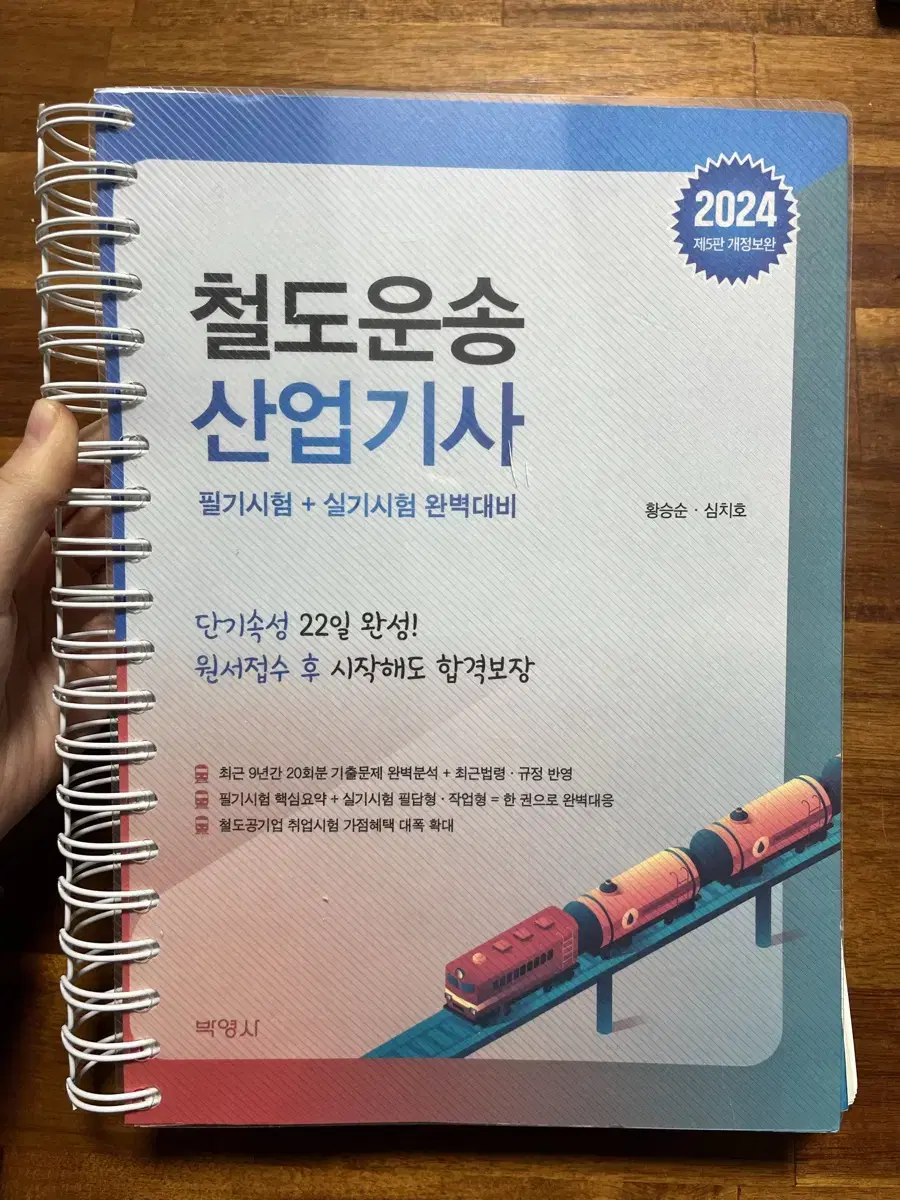 2024
제5판 개정보완
철도운송
산업기사
필기시험 + 실기시험 완벽대비
황승순 · 심치호
단기속성 22일 완성!
원서접수 후 시작해도 합격보장
최근 9년간 20회분 기출문제 완벽분석 + 최근법령 · 규정 반영
필기시험 핵심요약 + 실기시험 필답형 · 작업형 = 한 권으로 완벽대응
철도공기업 취업시험 가점혜택 대폭 확대
박영사